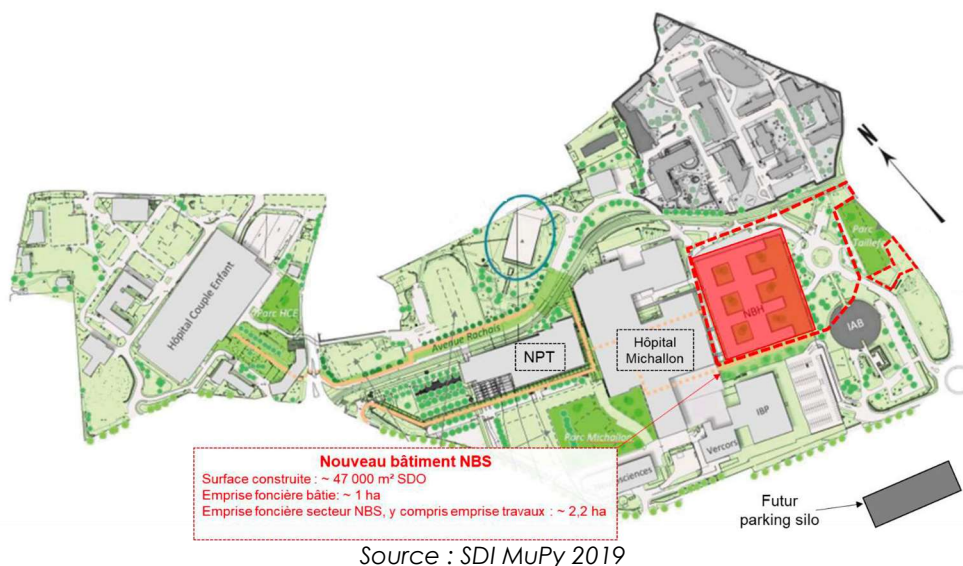 N
Parc
Taillefer
Hôpital Couple Enfant
Parc HCE
Avenue Rachais
NBH
IAB
NPT
Hôpital
Michallon
IBP
Parc Michallon
Vercors
Nouveau bâtiment NBS
Surface construite : ~ 47 000 m² SDO
Emprise foncière bâtie: ~ 1 ha
Emprise foncière secteur NBS, y compris emprise travaux : ~ 2,2 ha
osciences
Futur
parking silo
Source : SDI MuPy 2019